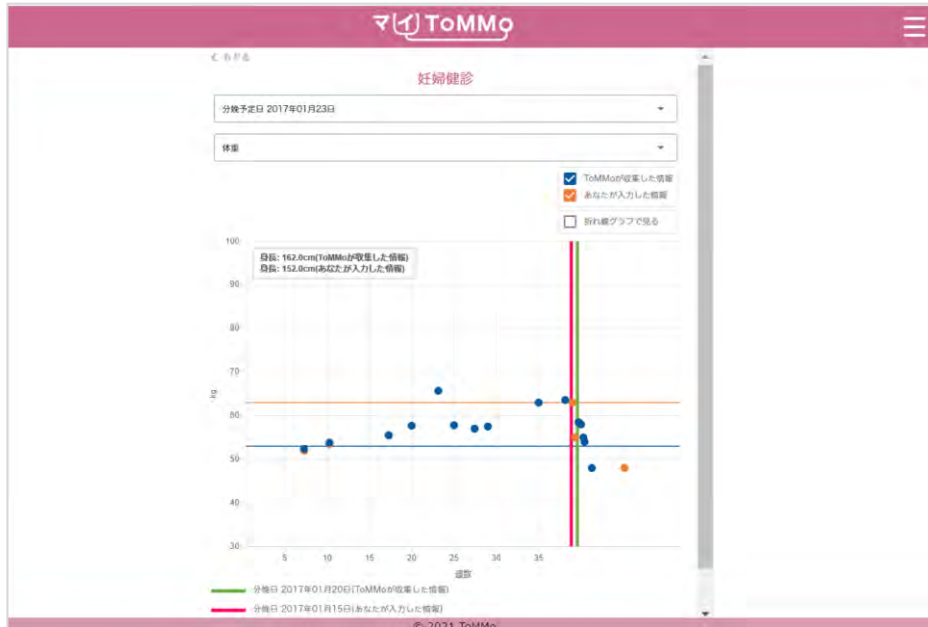 マイToMMo
もどる
妊婦健診
分娩予定日 2017年01月23日
体重
ToMMoが収集した情報
あなたが入力した情報
折れ線グラフで見る
身長: 162.0cm(ToMMoが収集した情報)
身長: 152.0cm(あなたが入力した情報)
100
90
80
70
60
50
40
30
kg
5 10 15 20 25 30 35
週数
分娩日 2017年01月20日(ToMMoが収集した情報)
分娩日 2017年01月15日(あなたが入力した情報)
© 2021 ToMMo